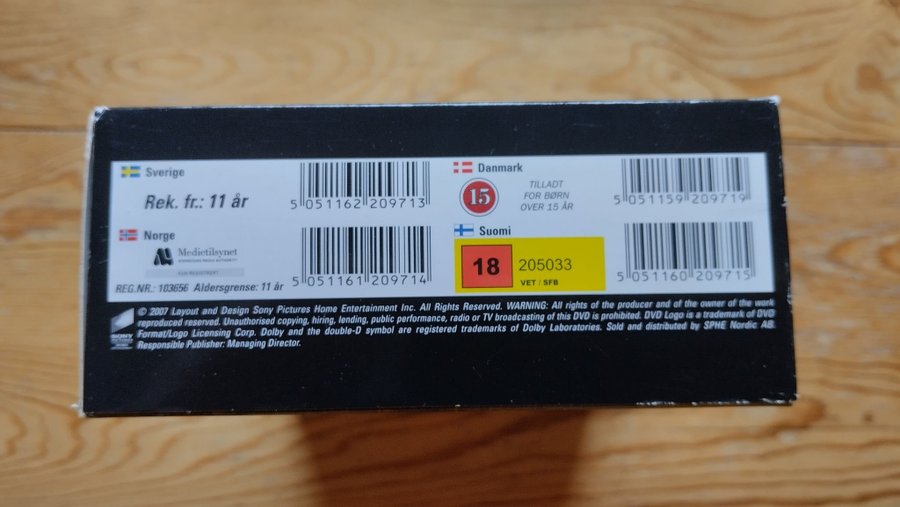 Sverige
Rek. fr.: 11 år
5 051162 209713
Danmark
15
TILLADT
FOR BØRN
OVER 15 ÅR
5 051159 209719
Norge
Medietilsynet
NORWEGIAN MEDIA AUTHORITY
REG.NR.: 103656 Aldersgrense: 11 år
5 051161 209714
Suomi
18
205033
VET / SFB
5 051160 209715
© 2007 Layout and Design Sony Pictures Home Entertainment Inc. All Rights Reserved. WARNING: All rights of the producer and of the owner of the work
reproduced reserved. Unauthorised copying, hiring, lending, public performance, radio or TV broadcasting of this DVD is prohibited. DVD Logo is a trademark of DVD
Format/Logo Licensing Corp. Dolby and the double-D symbol are registered trademarks of Dolby Laboratories. Sold and distributed by SPHE Nordic AB.
Responsible Publisher: Managing Director.
SONY
PICTURES